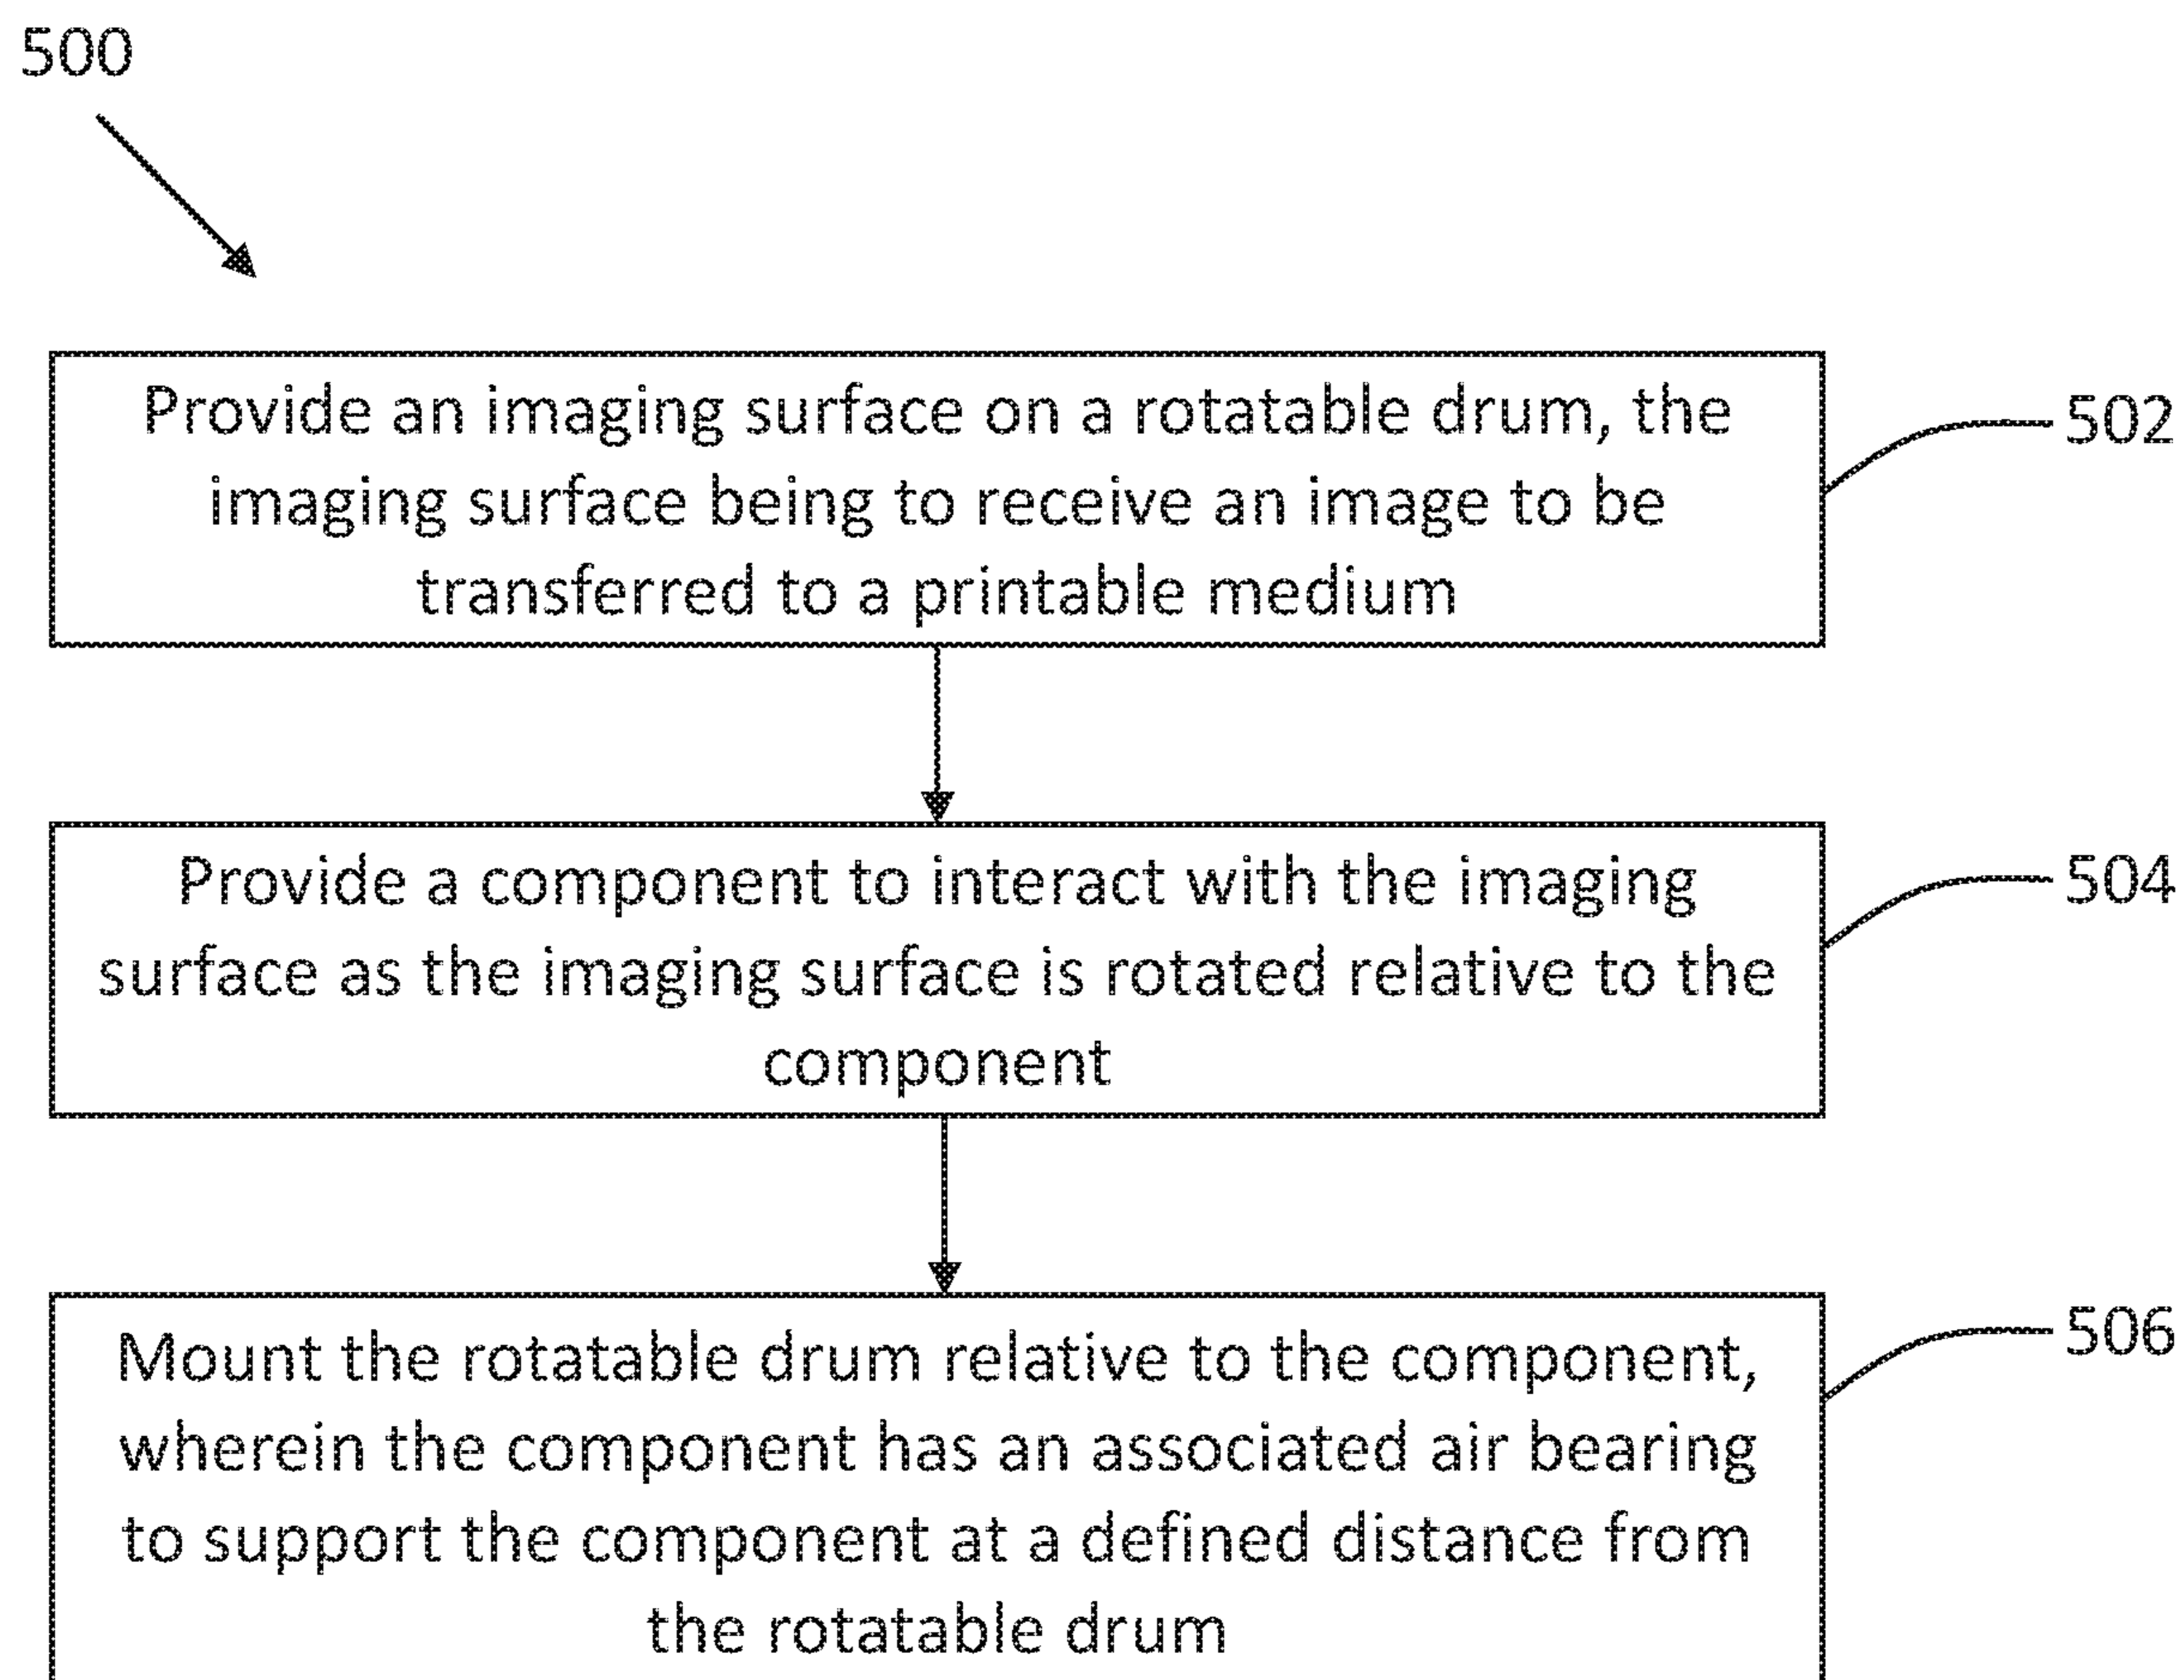 500
Provide an imaging surface on a rotatable drum, the
imaging surface being to receive an image to be
transferred to a printable medium
502
Provide a component to interact with the imaging
surface as the imaging surface is rotated relative to the
component
504
Mount the rotatable drum relative to the component,
wherein the component has an associated air bearing
to support the component at a defined distance from
the rotatable drum
506